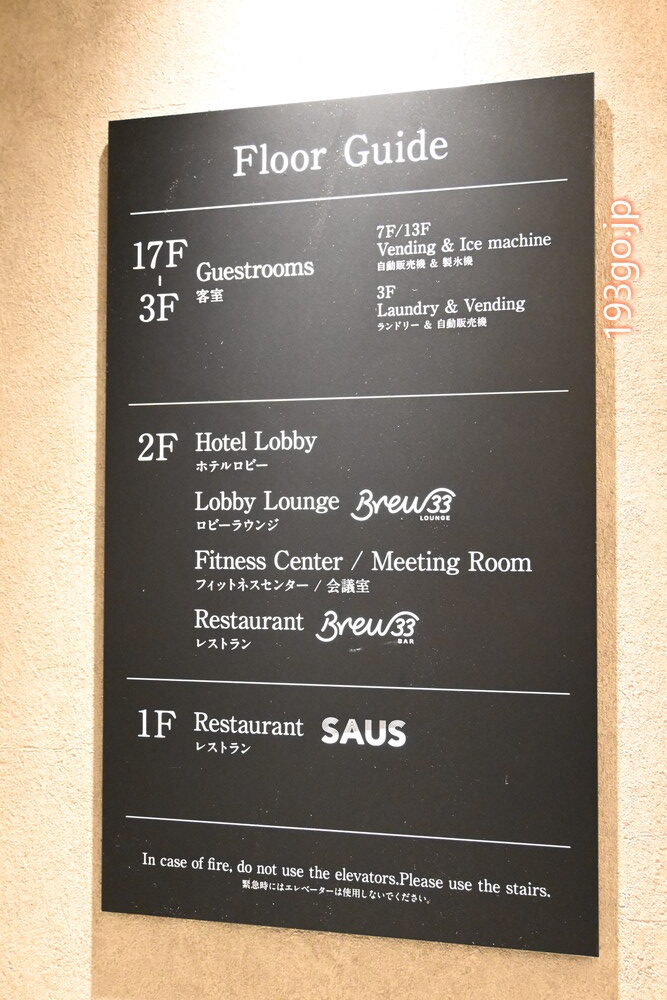 Floor Guide
17F
-
3F
Guestrooms
客室
7F/13F
Vending & Ice machine
自動販売機 & 製氷機
3F
Laundry & Vending
ランドリー & 自動販売機
2F
Hotel Lobby
ホテルロビー
Lobby Lounge Brew33
LOUNGE
ロビーラウンジ
Fitness Center / Meeting Room
フィットネスセンター / 会議室
Restaurant Brew33
BAR
レストラン
1F
Restaurant SAUS
レストラン
In case of fire, do not use the elevators.Please use the stairs.
緊急時にはエレベーターは使用しないでください。
193go.jp